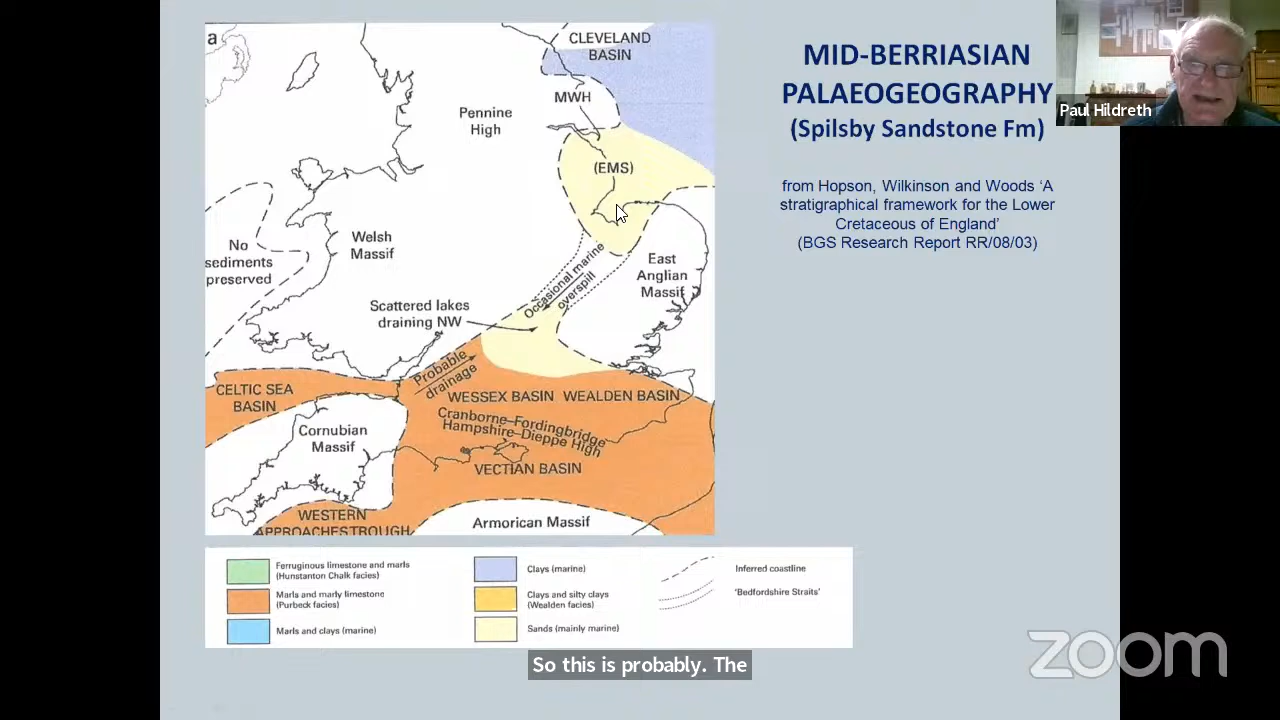 a
CLEVELAND
BASIN
MWH
Pennine
High
(EMS)
No
sediments
preserved
Welsh
Massif
East
Anglian
Massif
Occasional marine
overspill
Scattered lakes
draining NW
Probable
drainage
CELTIC SEA
BASIN
WESSEX BASIN WEALDEN BASIN
Cranborne–Fordingbridge
Hampshire–Dieppe High
Cornubian
Massif
VECTIAN BASIN
WESTERN
APPROACHES TROUGH
Armorican Massif
Ferruginous limestone and marls
(Hunstanton Chalk facies)
Marls and marly limestone
(Purbeck facies)
Marls and clays (marine)
Clays (marine)
Clays and silty clays
(Wealden facies)
Sands (mainly marine)
Inferred coastline
'Bedfordshire Straits'
MID-BERRIASIAN
PALAEOGEOGRAPHY
(Spilsby Sandstone Fm)
from Hopson, Wilkinson and Woods ‘A
stratigraphical framework for the Lower
Cretaceous of England’
(BGS Research Report RR/08/03)
Paul Hildreth
So this is probably. The
zoom